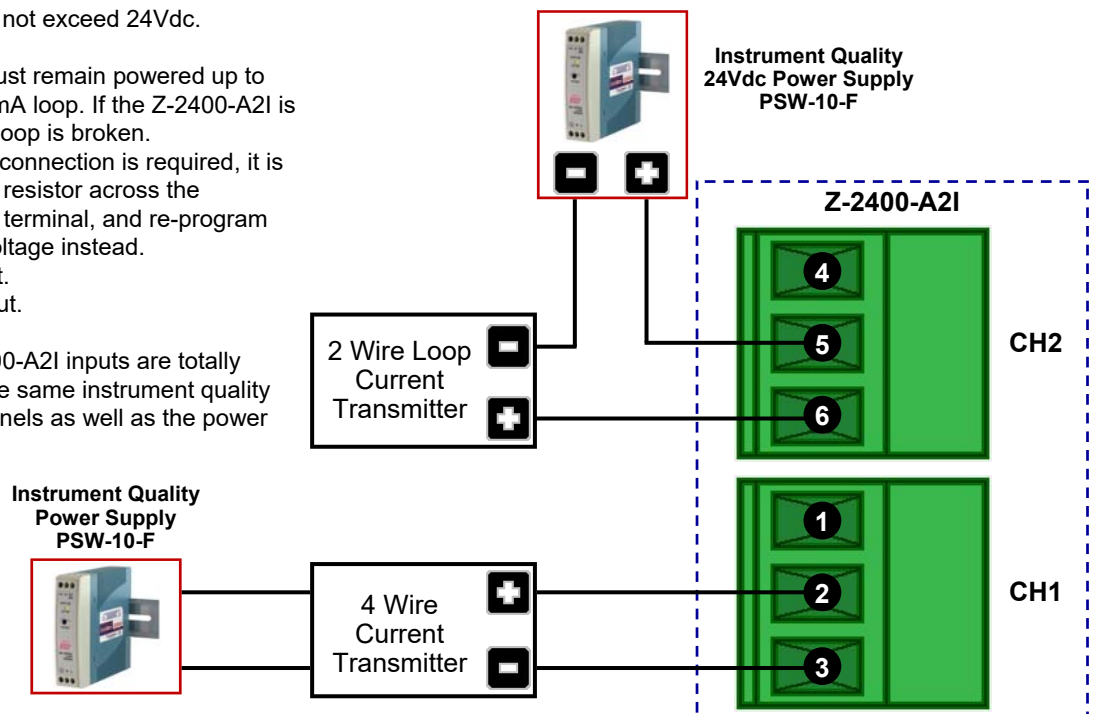 not exceed 24Vdc.
ust remain powered up to
mA loop. If the Z-2400-A2I is
oop is broken.
connection is required, it is
resistor across the
terminal, and re-program
oltage instead.
t.
ut.
00-A2I inputs are totally
e same instrument quality
nnels as well as the power
Instrument Quality
24Vdc Power Supply
PSW-10-F
Z-2400-A2I
4
5
6
CH2
2 Wire Loop
Current
Transmitter
Instrument Quality
Power Supply
PSW-10-F
4 Wire
Current
Transmitter
1
2
3
CH1